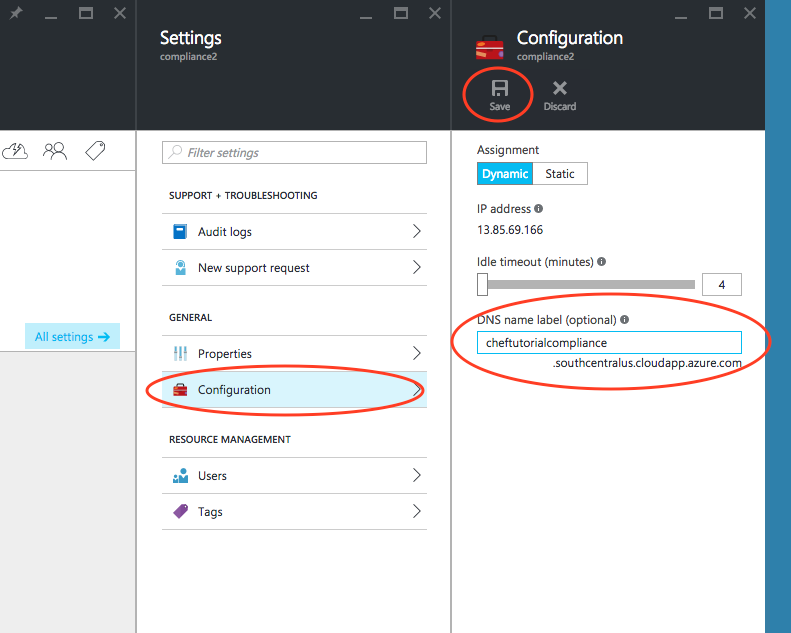 All settings
Settings
compliance2
Filter settings
SUPPORT + TROUBLESHOOTING
Audit logs
New support request
GENERAL
Properties
Configuration
RESOURCE MANAGEMENT
Users
Tags
Configuration
compliance2
Save Discard
Assignment
Dynamic Static
IP address
13.85.69.166
Idle timeout (minutes)
4
DNS name label (optional)
cheftutorialcompliance
.southcentralus.cloudapp.azure.com